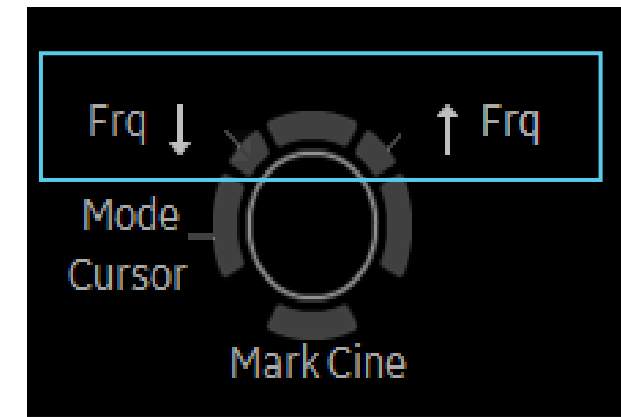 Frq ↓ ↑ Frq
Mode
Cursor
Mark Cine